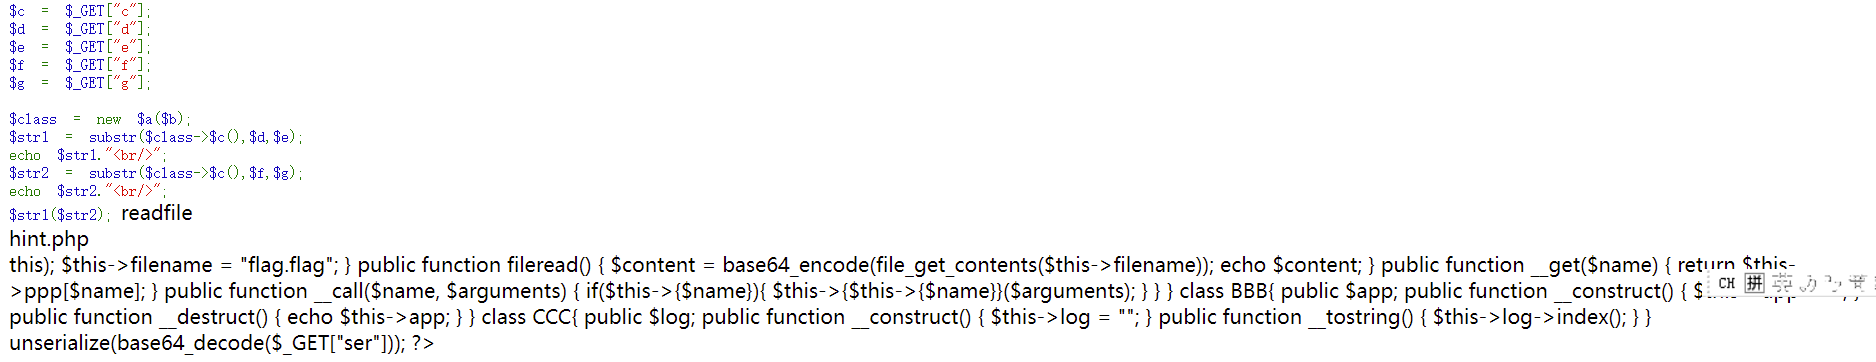 $c = $_GET["c"];
$d = $_GET["d"];
$e = $_GET["e"];
$f = $_GET["f"];
$g = $_GET["g"];
$class = new $a($b);
$str1 = substr($class->$c(),$d,$e);
echo $str1."<br/>";
$str2 = substr($class->$c(),$f,$g);
echo $str2."<br/>";
$str1($str2); readfile
hint.php
this); $this->filename = "flag.flag"; } public function fileread() { $content = base64_encode(file_get_contents($this->filename)); echo $content; } public function __get($name) { return $this-
>ppp[$name]; } public function __call($name, $arguments) { if($this->{$name}){ $this->{$this->{$name}}($arguments); } } } class BBB{ public $app; public function __construct() {
CH 拼 英
public function __destruct() { echo $this->app; } } class CCC{ public $log; public function __construct() { $this->log = ""; } public function __tostring() { $this->log->index(); } }
unserialize(base64_decode($_GET["ser"])); ?>